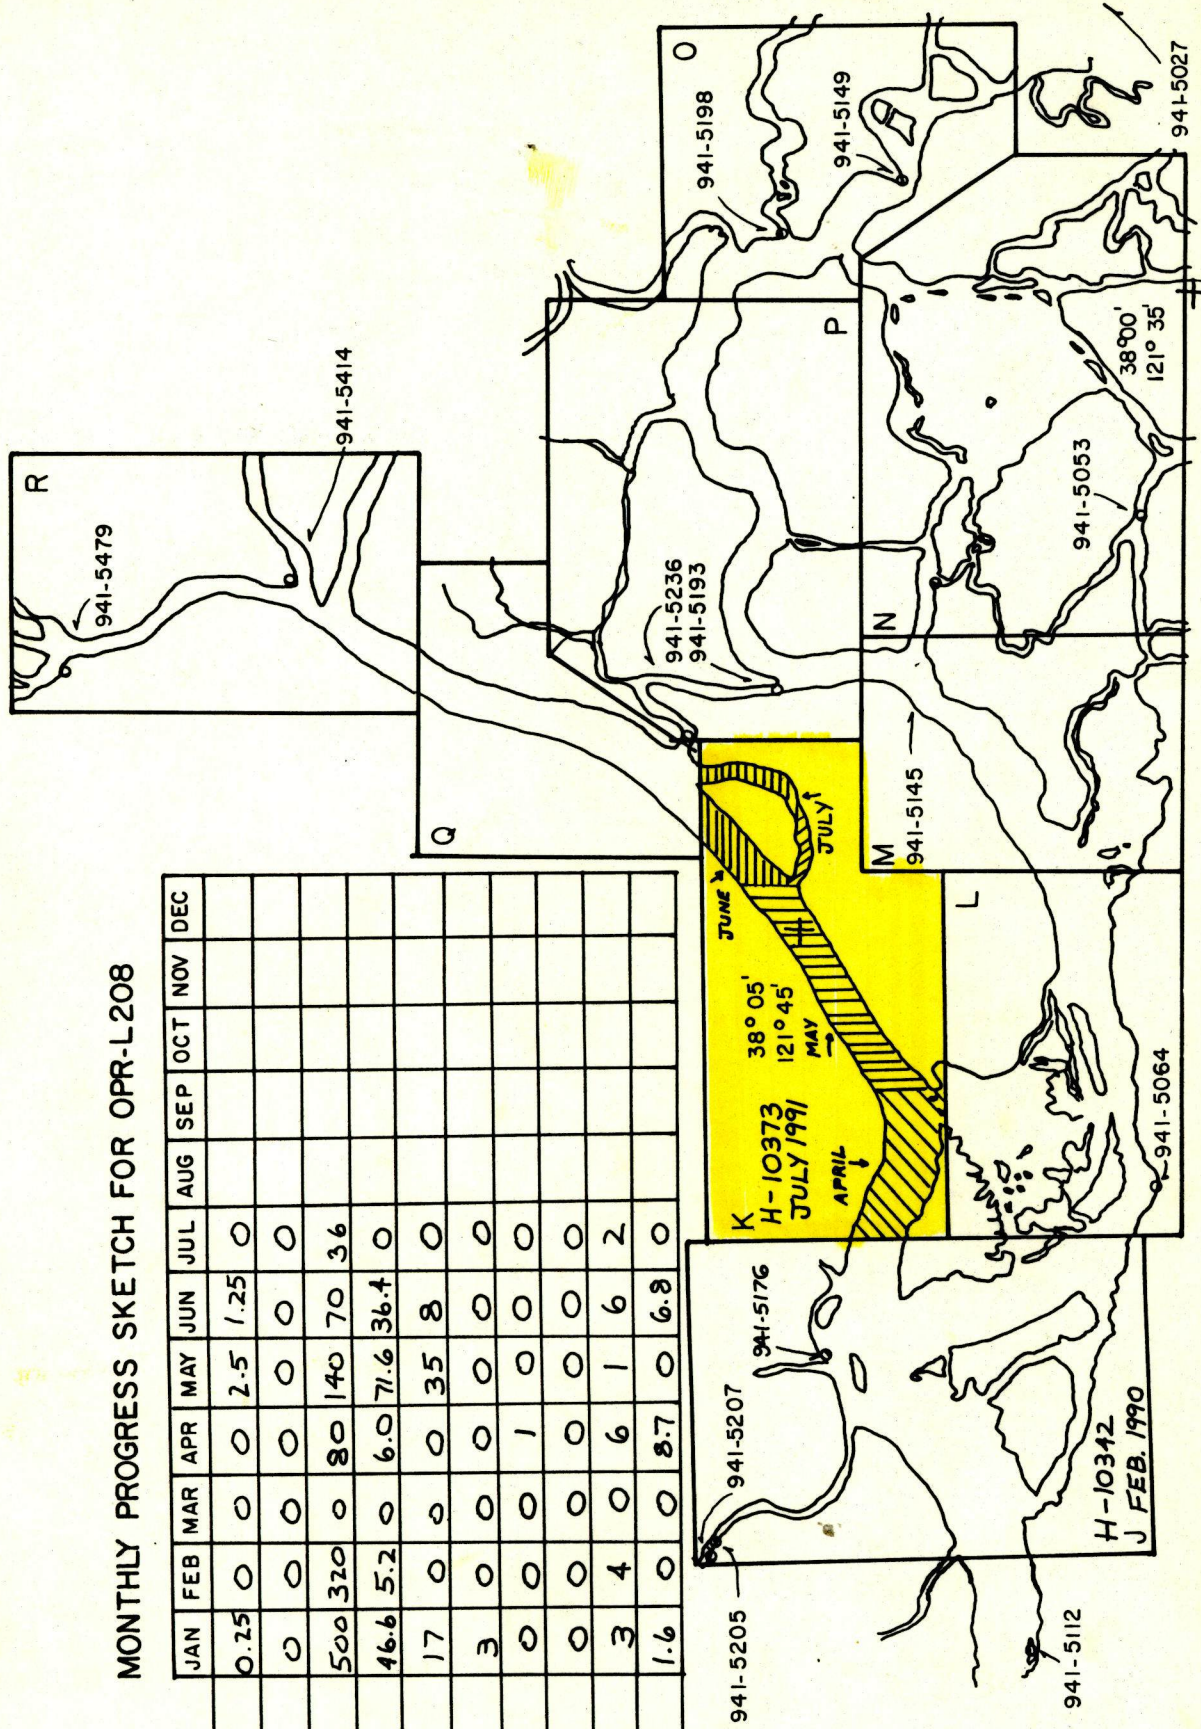 MONTHLY PROGRESS SKETCH FOR OPR-L208
JAN FEB MAR APR MAY JUN JUL AUG SEP OCT NOV DEC
0.25 0 0 0 2.5 1.25 0
0 0 0 0 0 0 0
500 320 0 80 140 70 36
46.6 5.2 0 6.0 71.6 36.4 0
17 0 0 0 35 8 0
3 0 0 0 0 0 0
0 0 0 1 0 0 0
0 0 0 0 0 0 0
3 4 0 6 1 6 2
1.6 0 0 8.7 0 6.8 0
R
941-5479
941-5414
Q
O
941-5198
941-5149
941-5027
P
941-5236
941-5193
N
38°00'
121° 35'
941-5053
M
941-5145
K
H-10373
JULY 1991
APRIL
38° 05'
121° 45'
MAY
JUNE
JULY
L
941-5064
941-5176
941-5207
941-5205
941-5112
H-10342
J FEB. 1990